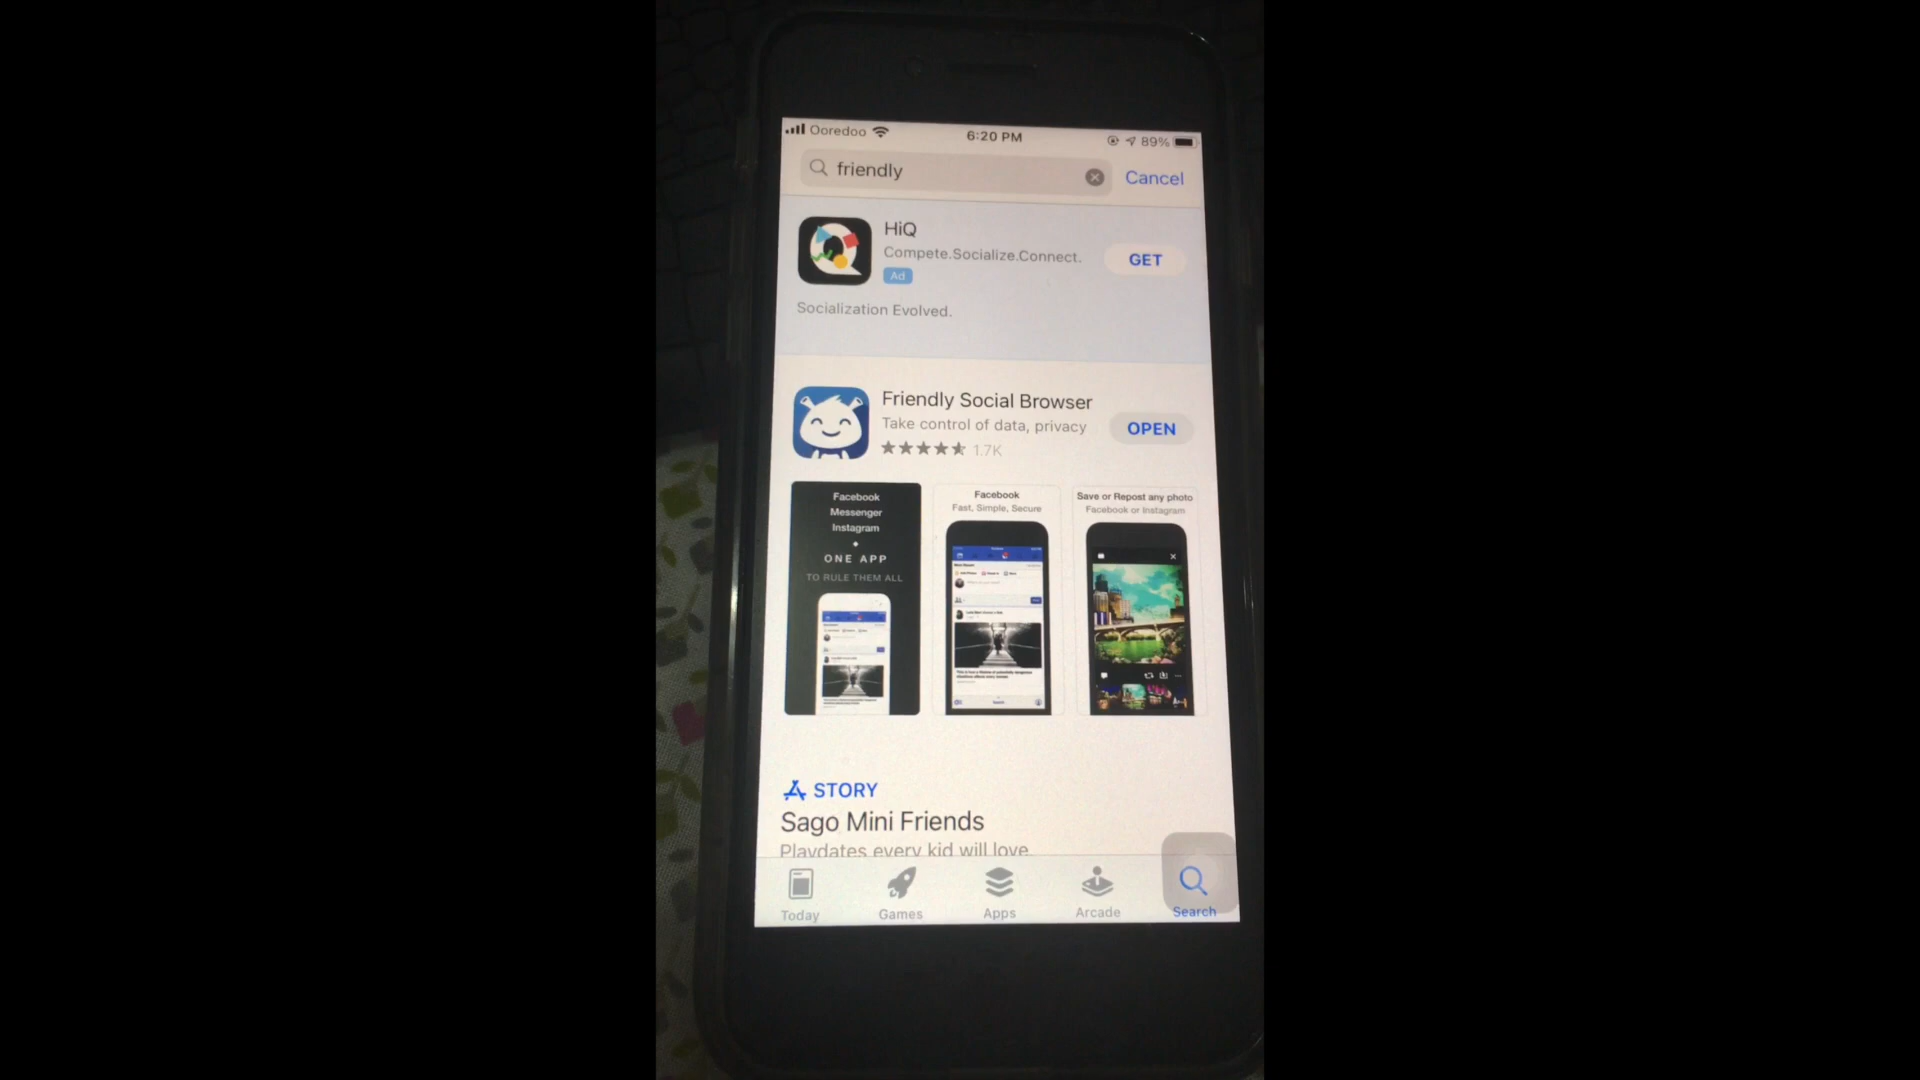 Ooredoo
6:20 PM
89%
friendly
Cancel
HiQ
Compete.Socialize.Connect.
Ad
GET
Socialization Evolved.
Friendly Social Browser
Take control of data, privacy
1.7K
OPEN
Facebook
Messenger
Instagram
ONE APP
TO RULE THEM ALL
Facebook
Fast, Simple, Secure
Save or Repost any photo
Facebook or Instagram
STORY
Sago Mini Friends
Playdates every kid will love.
Today
Games
Apps
Arcade
Search